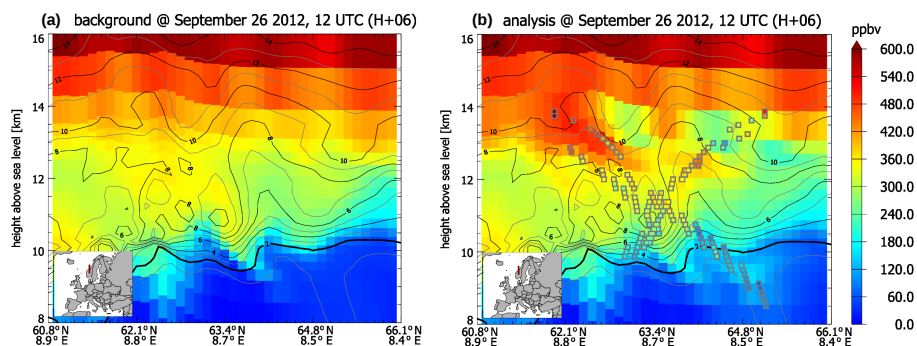 (a) background @ September 26 2012, 12 UTC (H+06)
(b) analysis @ September 26 2012, 12 UTC (H+06)
ppbv
height above sea level [km]
16
14
12
10
8
60.8°N 62.1°N 63.4°N 64.8°N 66.1°N
8.9°E 8.8°E 8.7°E 8.5°E 8.4°E
height above sea level [km]
16
14
12
10
8
60.8°N 62.1°N 63.4°N 64.8°N 66.1°N
8.9°E 8.8°E 8.7°E 8.5°E 8.4°E
600.0
540.0
480.0
420.0
360.0
300.0
240.0
180.0
120.0
60.0
0.0